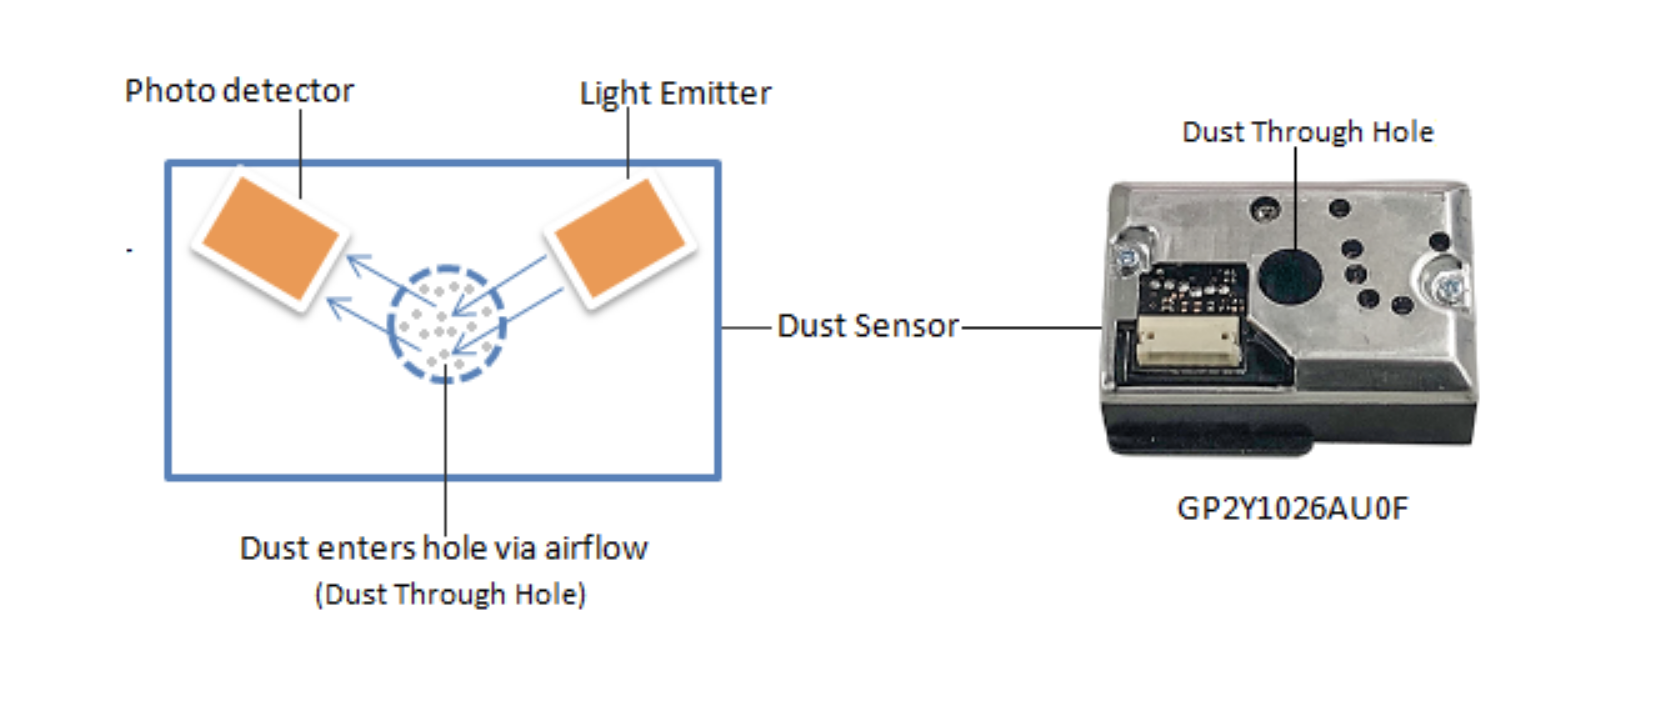 Photo detector
Light Emitter
Dust Through Hole
Dust Sensor
GP2Y1026AU0F
Dust enters hole via airflow
(Dust Through Hole)